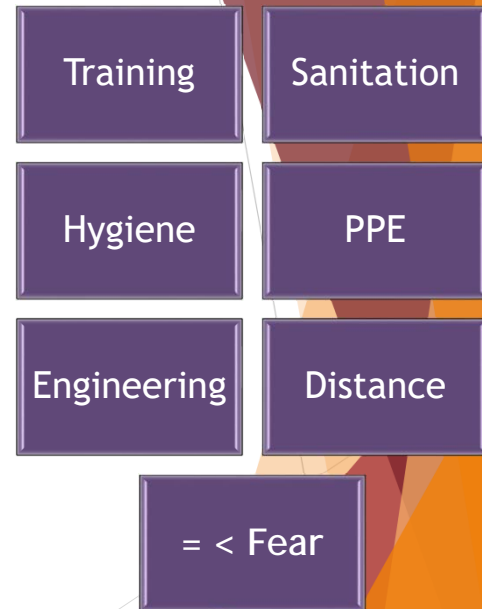 Training
Sanitation
Hygiene
PPE
Engineering
Distance
= < Fear